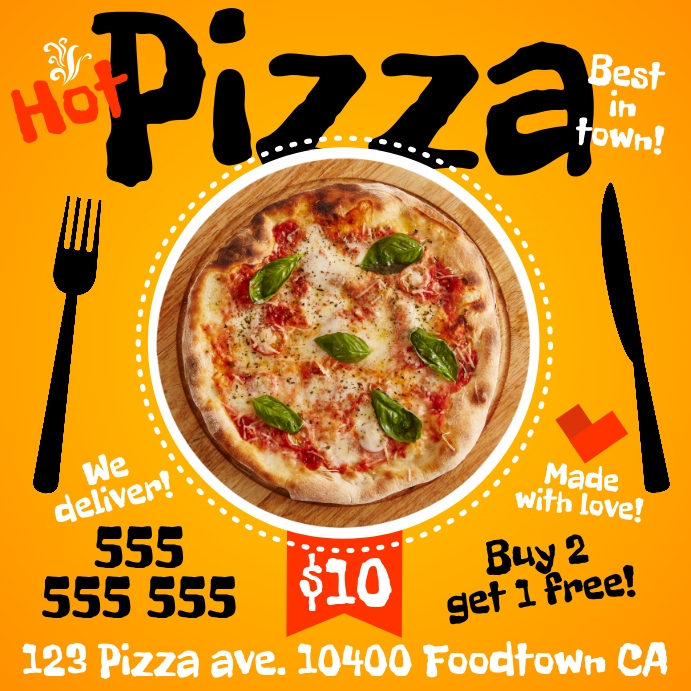 Hot
Pizza
Best
in
town!
We
deliver!
555
555 555
$10
Made
with love!
Buy 2
get 1 free!
123 Pizza ave. 10400 Foodtown CA